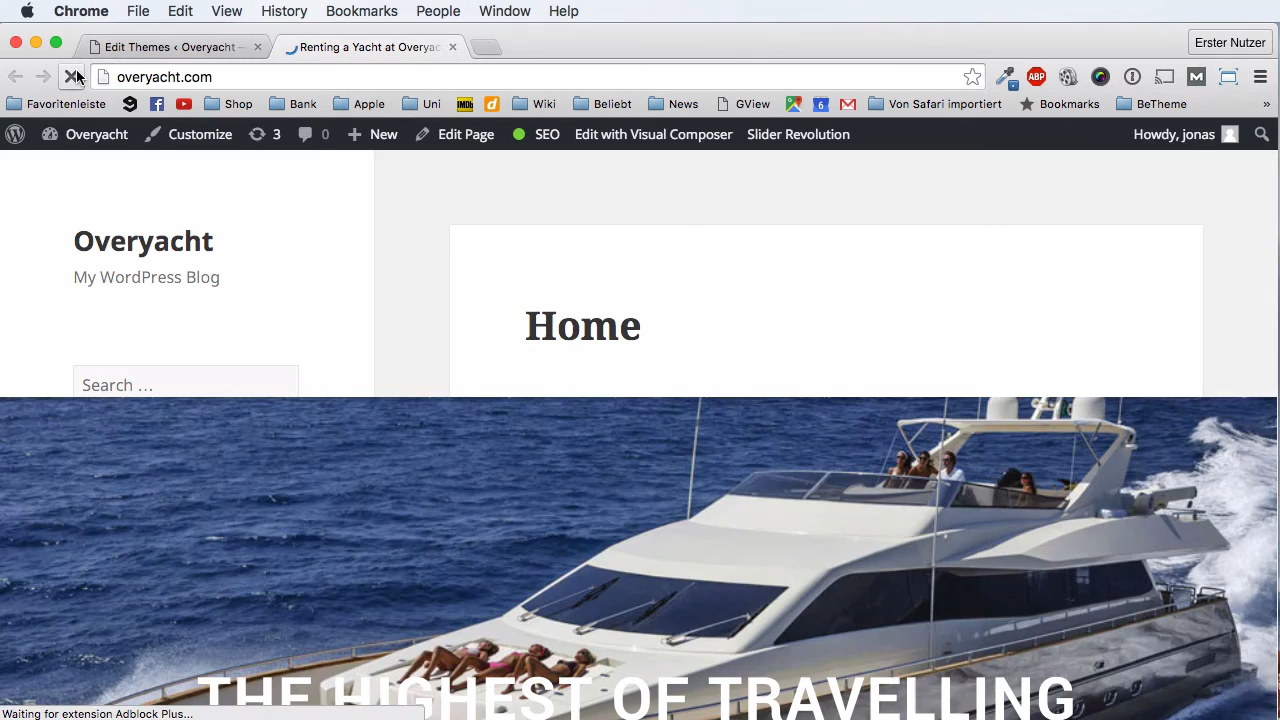 Chrome File Edit View History Bookmarks People Window Help
Edit Themes ‹ Overyacht — Renting a Yacht at Overyac Erster Nutzer
overyacht.com ABP M
Favoritenleiste Shop Bank Apple Uni IMDb d Wiki Beliebt News GView 6 Von Safari importiert Bookmarks BeTheme »
Overyacht Customize 3 0 New Edit Page SEO Edit with Visual Composer Slider Revolution Howdy, jonas
Overyacht
My WordPress Blog
Home
Search …
THE HIGHEST OF TRAVELLING
Waiting for extension Adblock Plus...